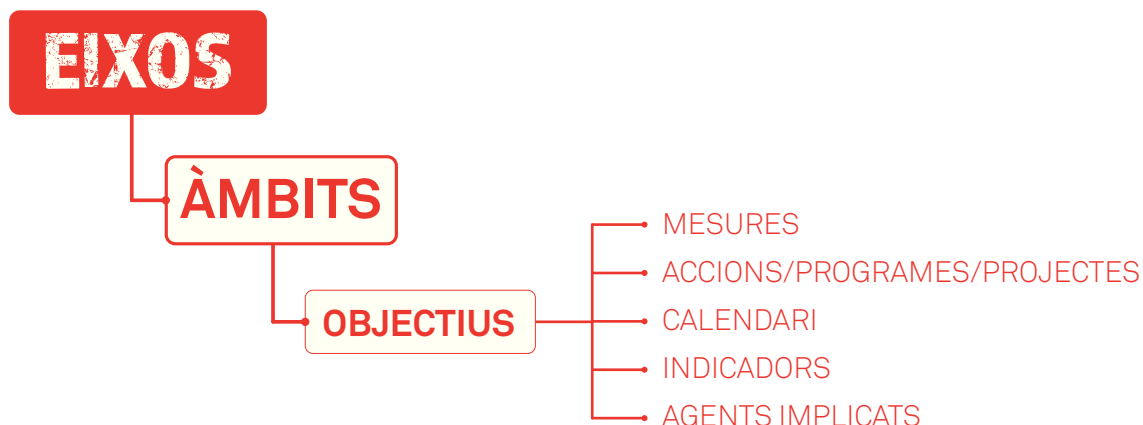 EIXOS
ÀMBITS
OBJECTIUS
MESURES
ACCIONS/PROGRAMES/PROJECTES
CALENDARI
INDICADORS
AGENTS IMPLICATS